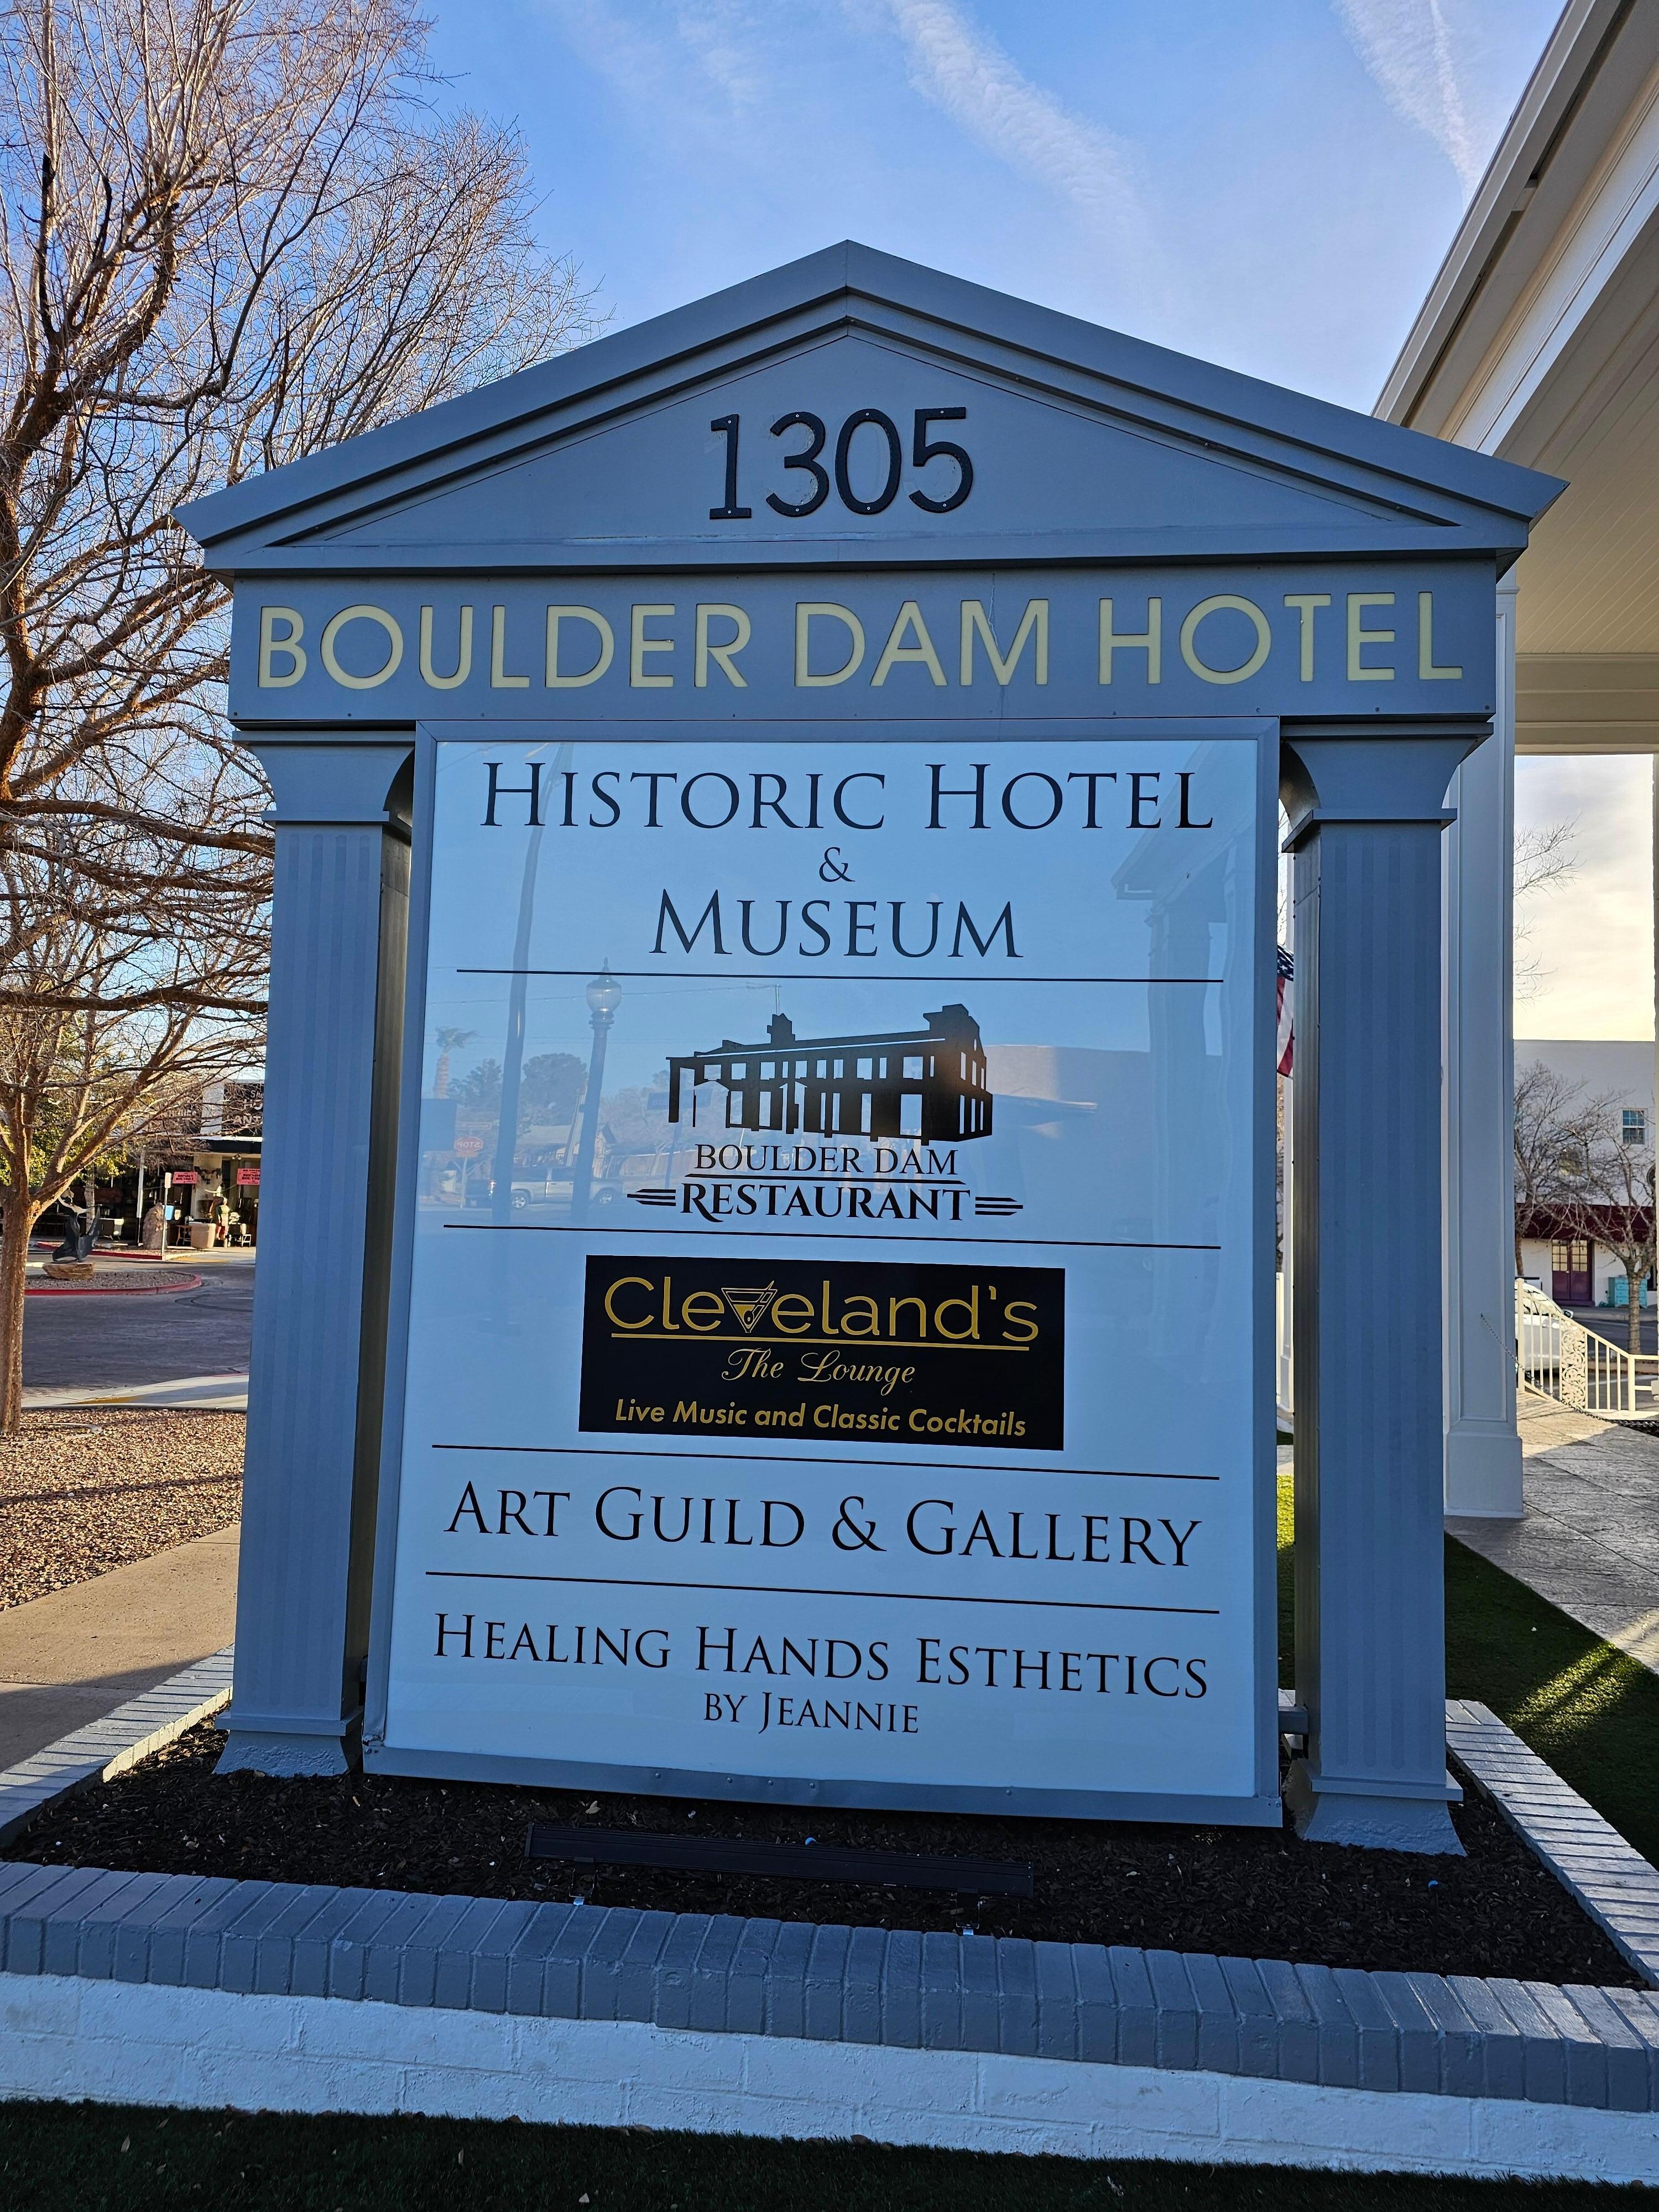 1305
BOULDER DAM HOTEL
HISTORIC HOTEL
&
MUSEUM
BOULDER DAM
RESTAURANT
Cleveland's
The Lounge
Live Music and Classic Cocktails
ART GUILD & GALLERY
HEALING HANDS ESTHETICS
BY JEANNIE
STOP